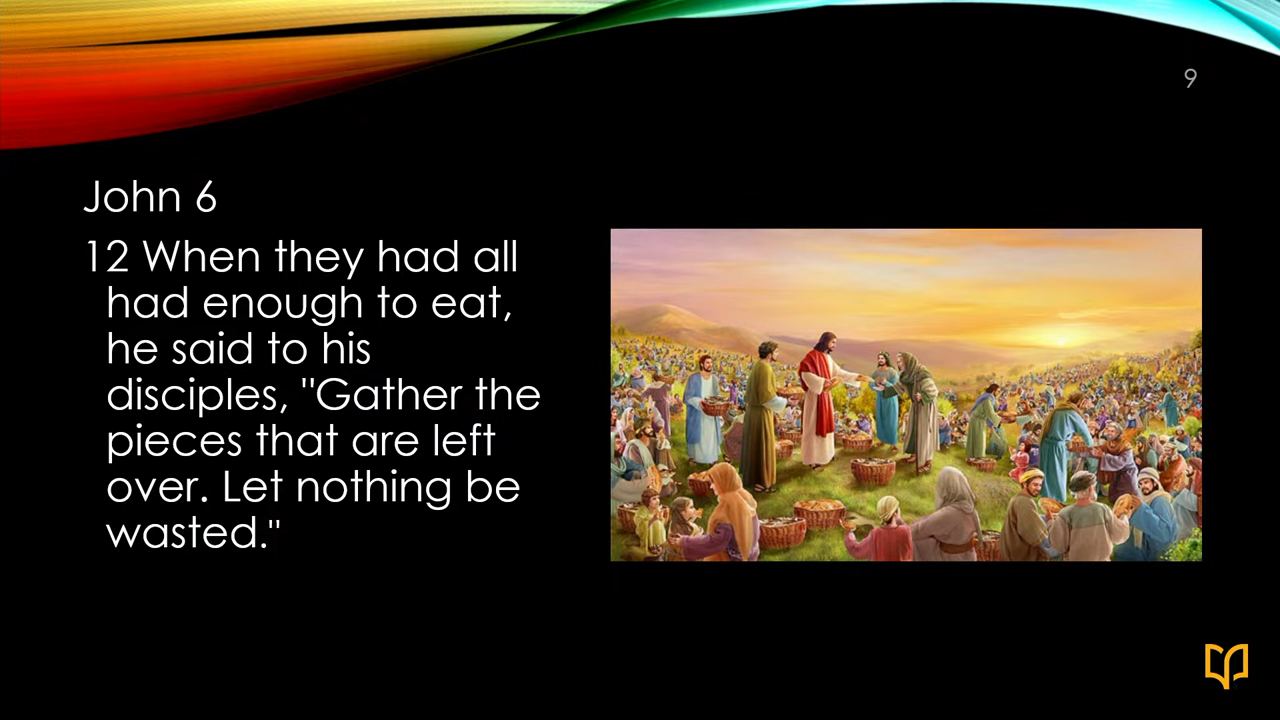 9
John 6
12 When they had all
had enough to eat,
he said to his
disciples, "Gather the
pieces that are left
over. Let nothing be
wasted."